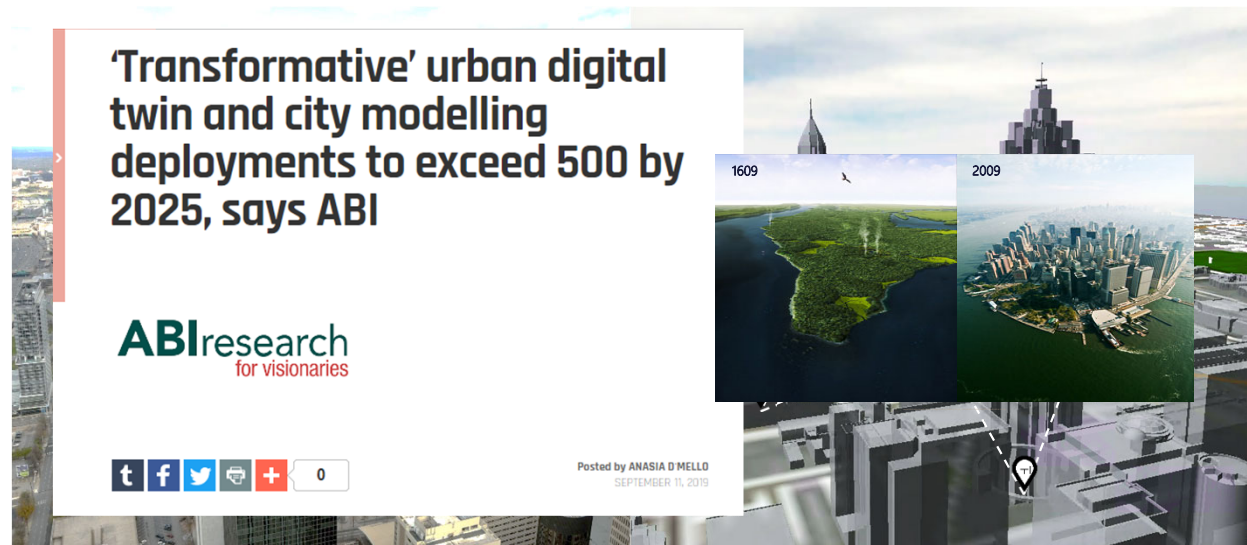 ‘Transformative’ urban digital
twin and city modelling
deployments to exceed 500 by
2025, says ABI
1609
2009
ABIresearch
for visionaries
t f + 0
Posted by ANASIA D'MELLO
SEPTEMBER 11, 2019